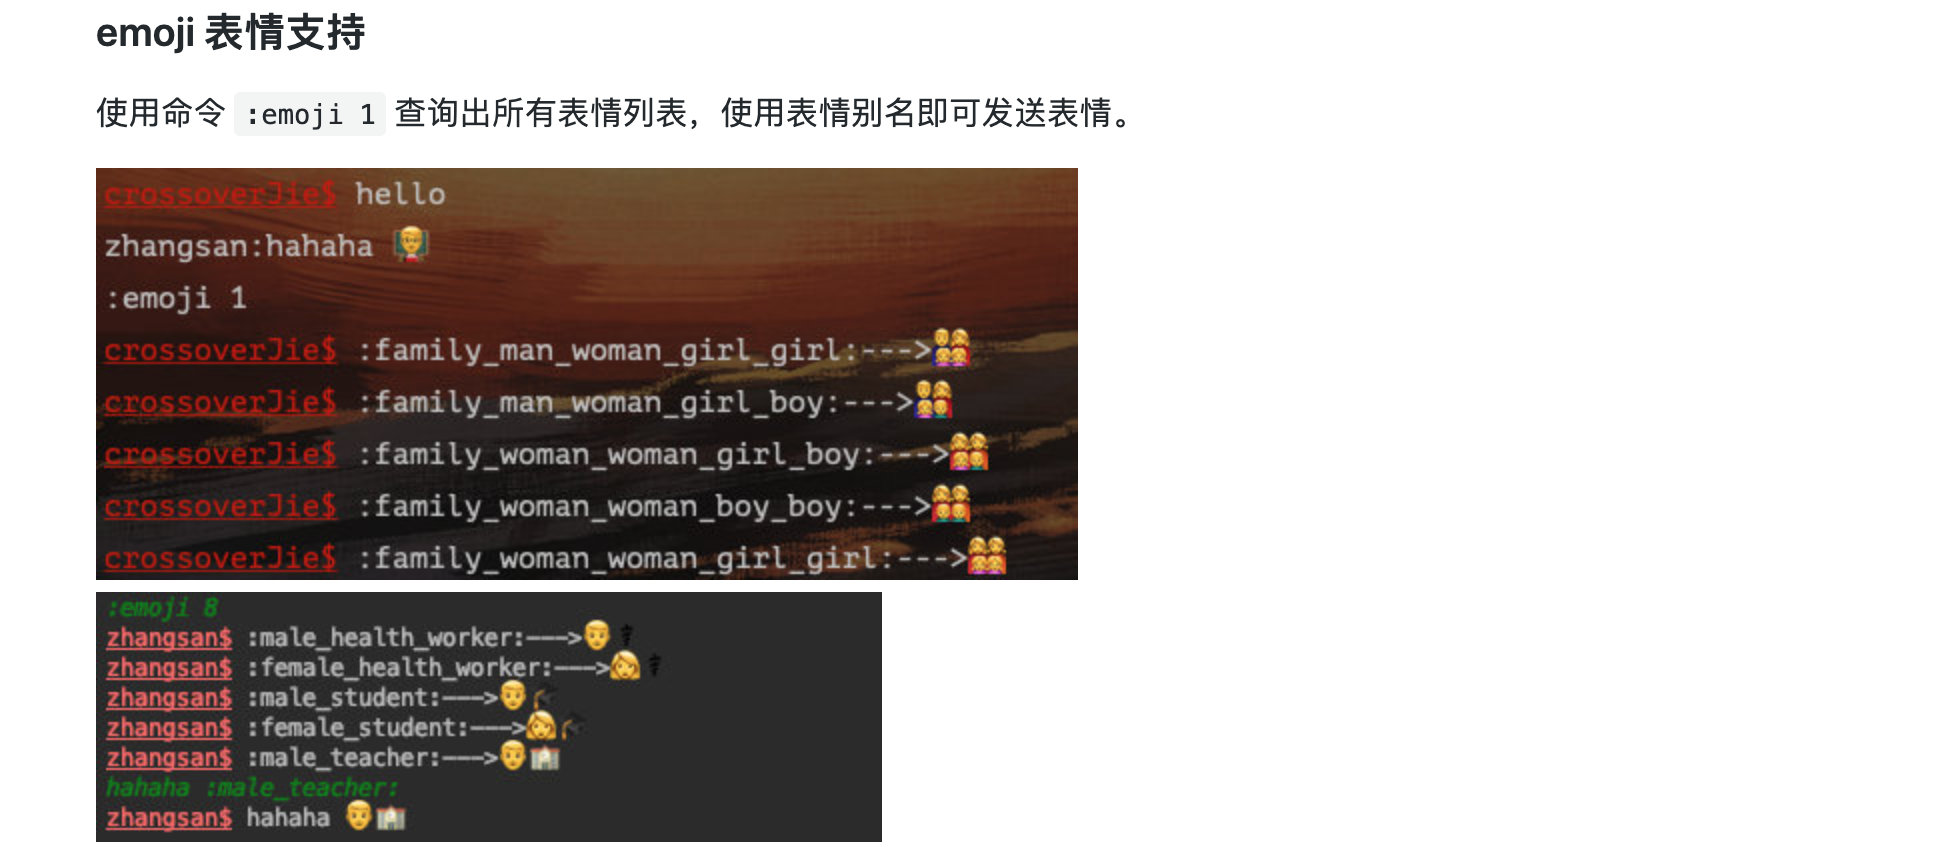 emoji 表情支持
使用命令 :emoji 1 查询出所有表情列表，使用表情别名即可发送表情。
crossoverJie$ hello
zhangsan:hahaha 👨‍🏫
:emoji 1
crossoverJie$ :family_man_woman_girl_girl:--->👨‍👩‍👧‍👧
crossoverJie$ :family_man_woman_girl_boy:--->👨‍👩‍👧‍👦
crossoverJie$ :family_woman_woman_girl_boy:--->👩‍👩‍👧‍👦
crossoverJie$ :family_woman_woman_boy_boy:--->👩‍👩‍👦‍👦
crossoverJie$ :family_woman_woman_girl_girl:--->👩‍👩‍👧‍👧
:emoji 8
zhangsan$ :male_health_worker:--->👨⚕
zhangsan$ :female_health_worker:--->👩⚕
zhangsan$ :male_student:--->👨🎓
zhangsan$ :female_student:--->👩🎓
zhangsan$ :male_teacher:--->👨🏫
hahaha :male_teacher:
zhangsan$ hahaha 👨🏫